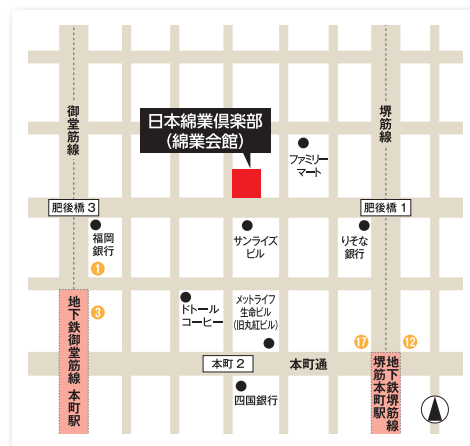 御堂筋線
日本綿業倶楽部
(綿業会館)
堺筋線
ファミリー
マート
肥後橋 3
肥後橋 1
福岡
銀行
サンライズ
ビル
りそな
銀行
1
地下鉄御堂筋線 本町駅
3
ドトール
コーヒー
メットライフ
生命ビル
(旧丸紅ビル)
17
12
本町 2
本町通
地下鉄堺筋線
堺筋本町駅
四国銀行